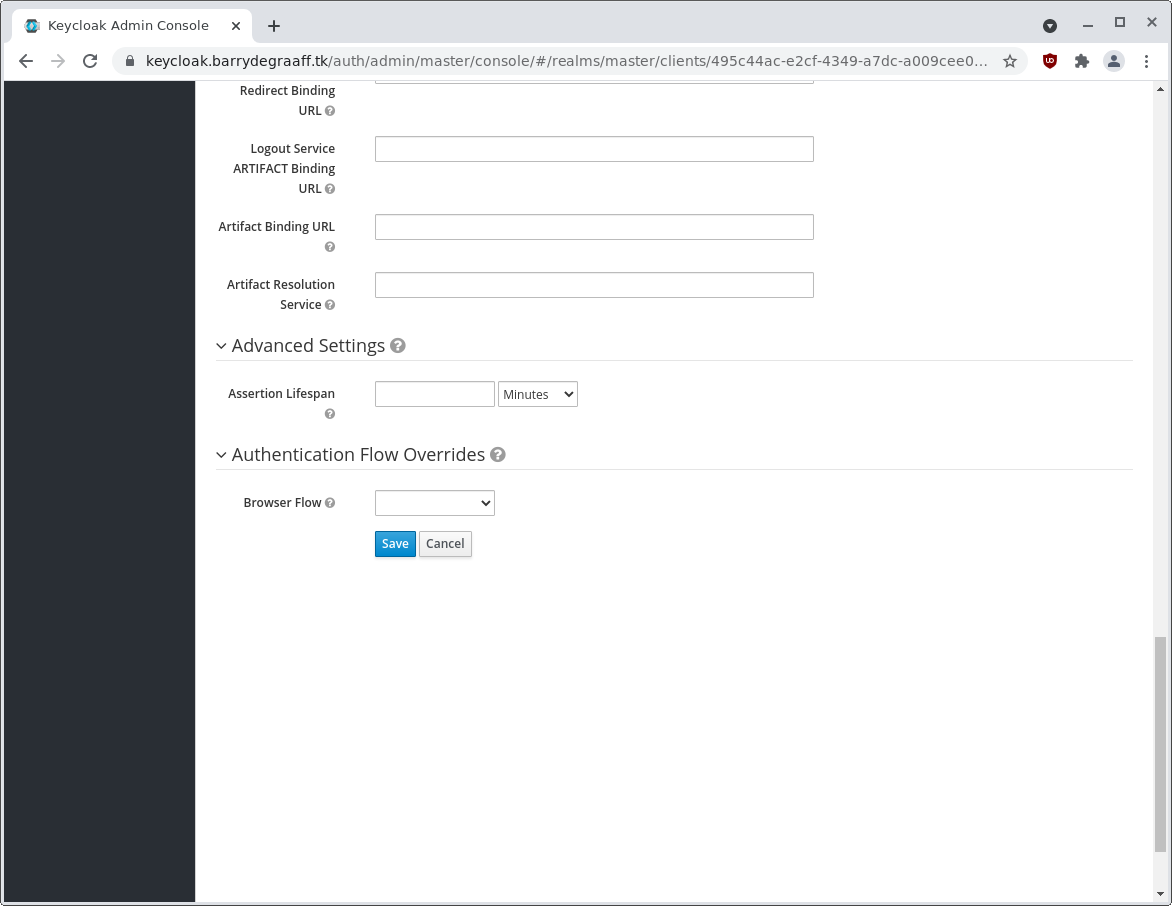 Keycloak Admin Console
keycloak.barrydegraaff.tk/auth/admin/master/console/#/realms/master/clients/495c44ac-e2cf-4349-a7dc-a009cee0...
Redirect Binding
URL
Logout Service
ARTIFACT Binding
URL
Artifact Binding URL
Artifact Resolution
Service
Advanced Settings
Assertion Lifespan
Minutes
Authentication Flow Overrides
Browser Flow
Save Cancel